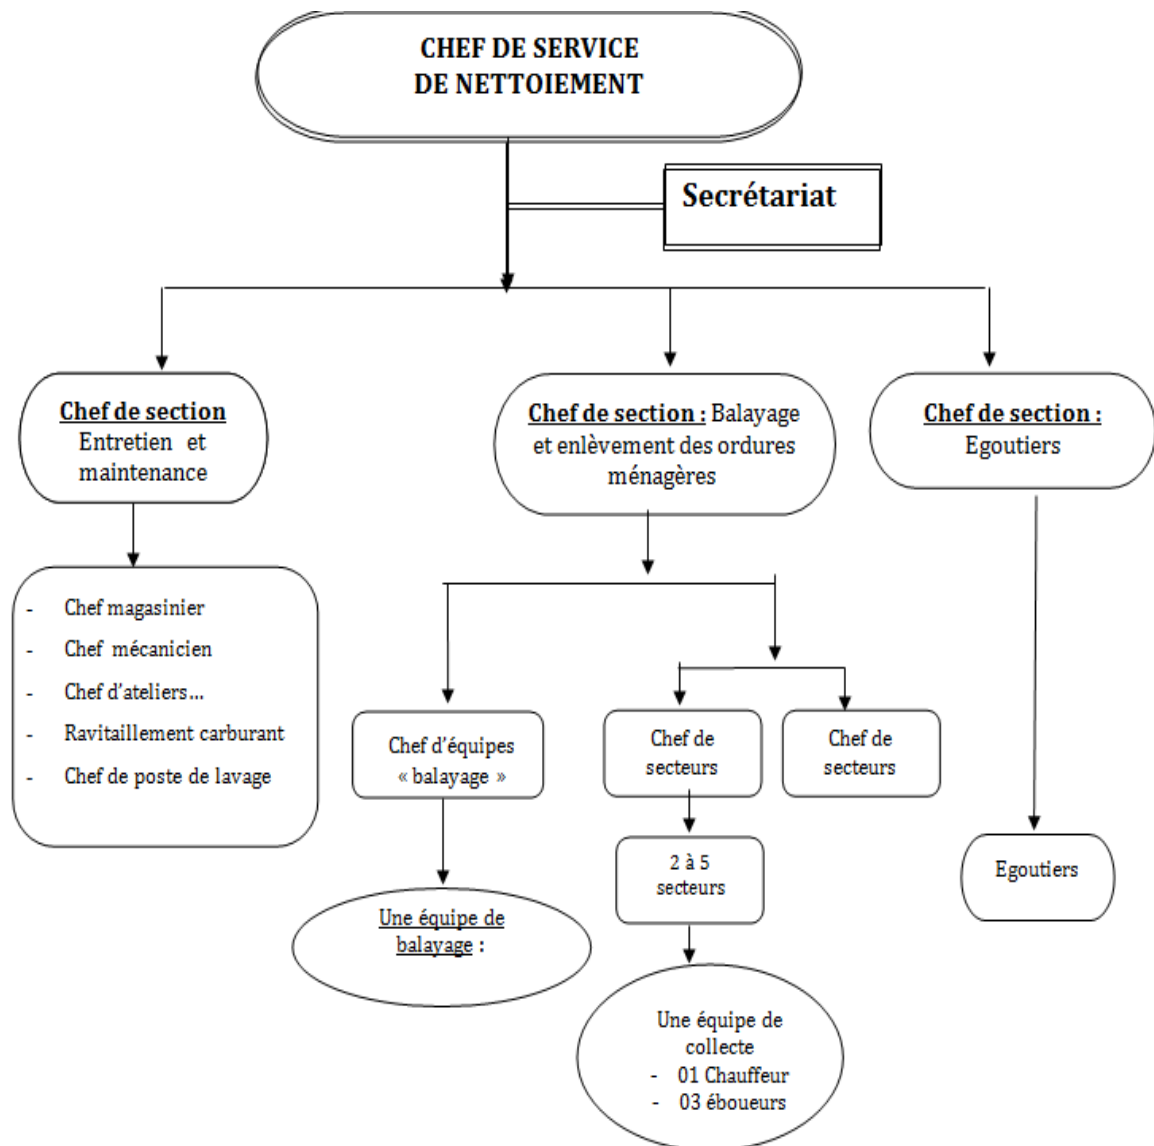 CHEF DE SERVICE
DE NETTOIEMENT
Secrétariat
Chef de section
Entretien et
maintenance
Chef de section : Balayage
et enlèvement des ordures
ménagères
Chef de section :
Egoutiers
- Chef magasinier
- Chef mécanicien
- Chef d'ateliers...
- Ravitaillement carburant
- Chef de poste de lavage
Chef d'équipes
« balayage »
Chef de
secteurs
Chef de
secteurs
2 à 5
secteurs
Egoutiers
Une équipe de
balayage :
Une équipe de
collecte
- 01 Chauffeur
- 03 éboueurs